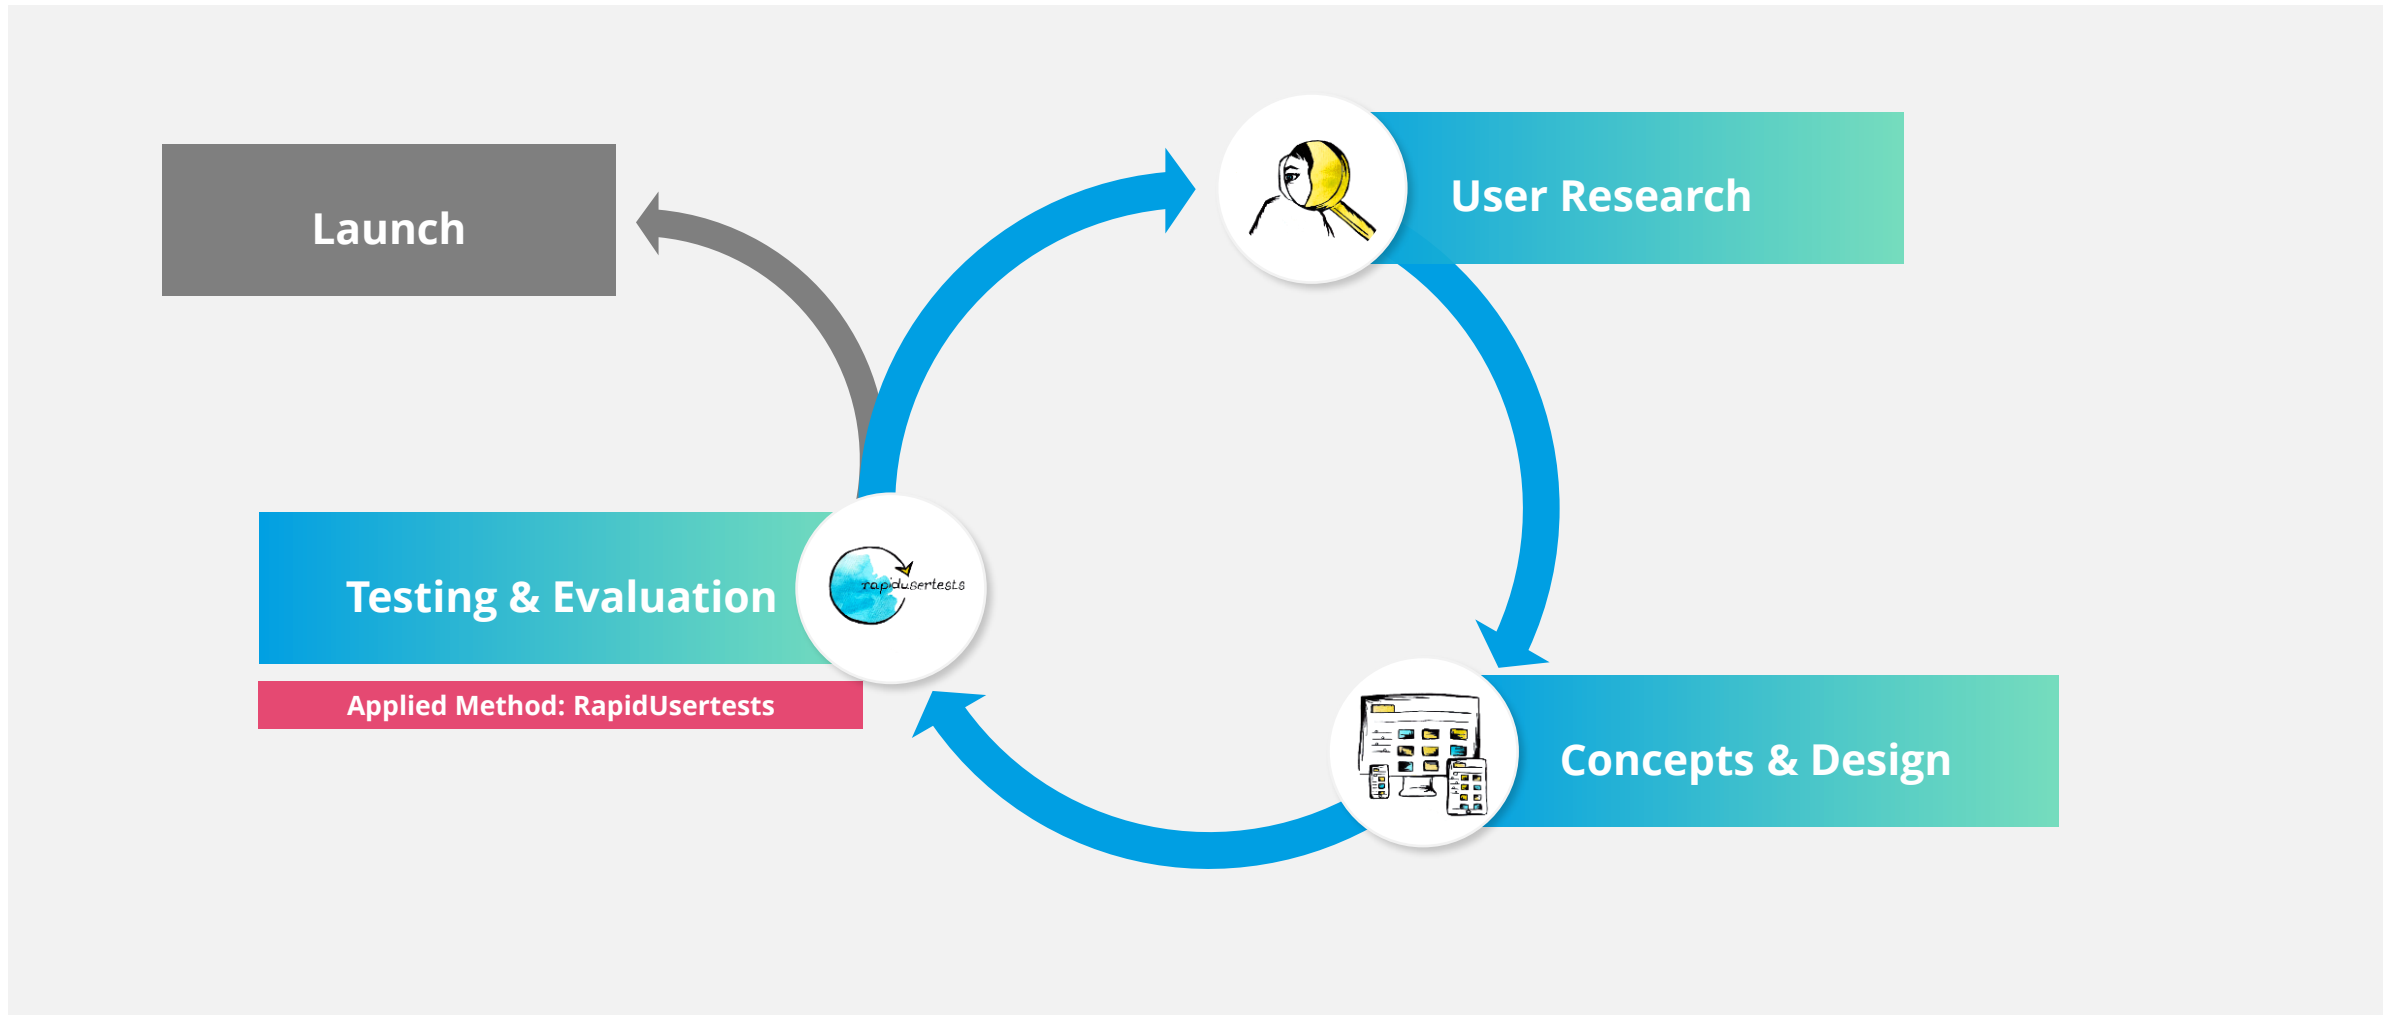 User Research
Launch
Testing & Evaluation
rapidusertests
Applied Method: RapidUsertests
Concepts & Design